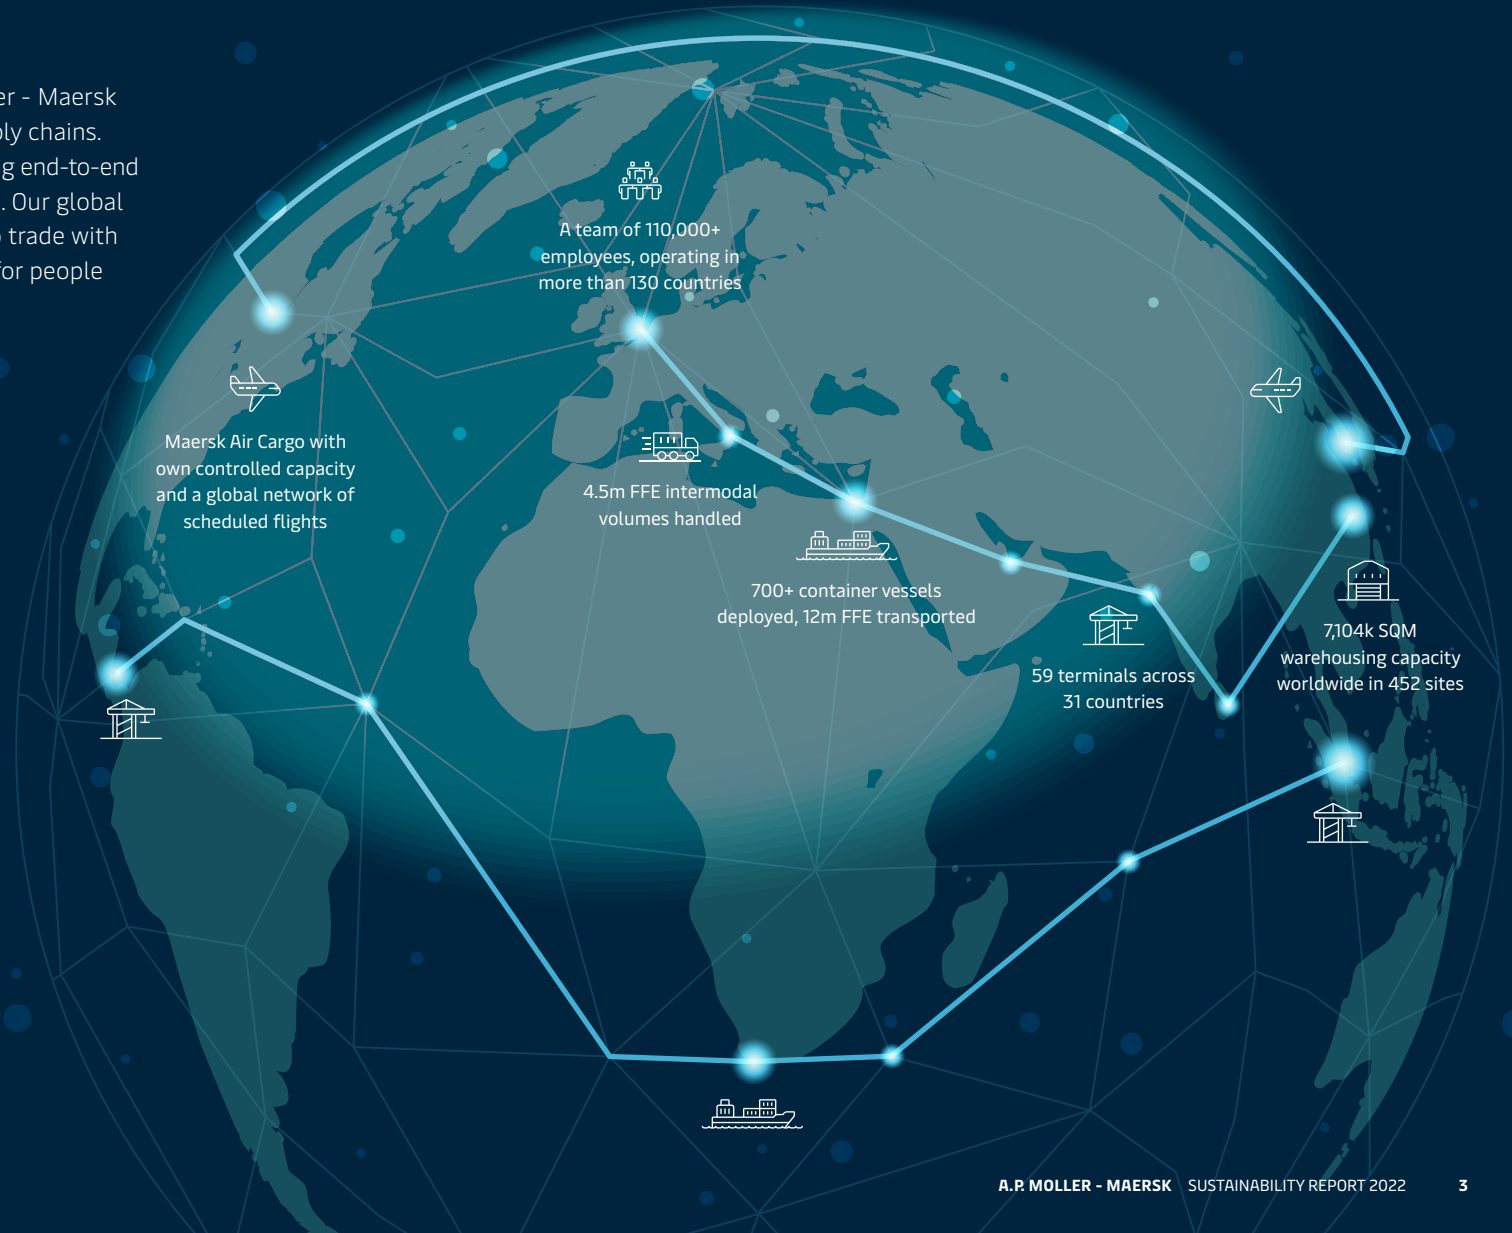 er - Maersk
ply chains.
g end-to-end
. Our global
trade with
for people
A team of 110,000+
employees, operating in
more than 130 countries
Maersk Air Cargo with
own controlled capacity
and a global network of
scheduled flights
4.5m FFE intermodal
volumes handled
700+ container vessels
deployed, 12m FFE transported
59 terminals across
31 countries
7,104k SQM
warehousing capacity
worldwide in 452 sites
A.P. MOLLER - MAERSK SUSTAINABILITY REPORT 2022 3